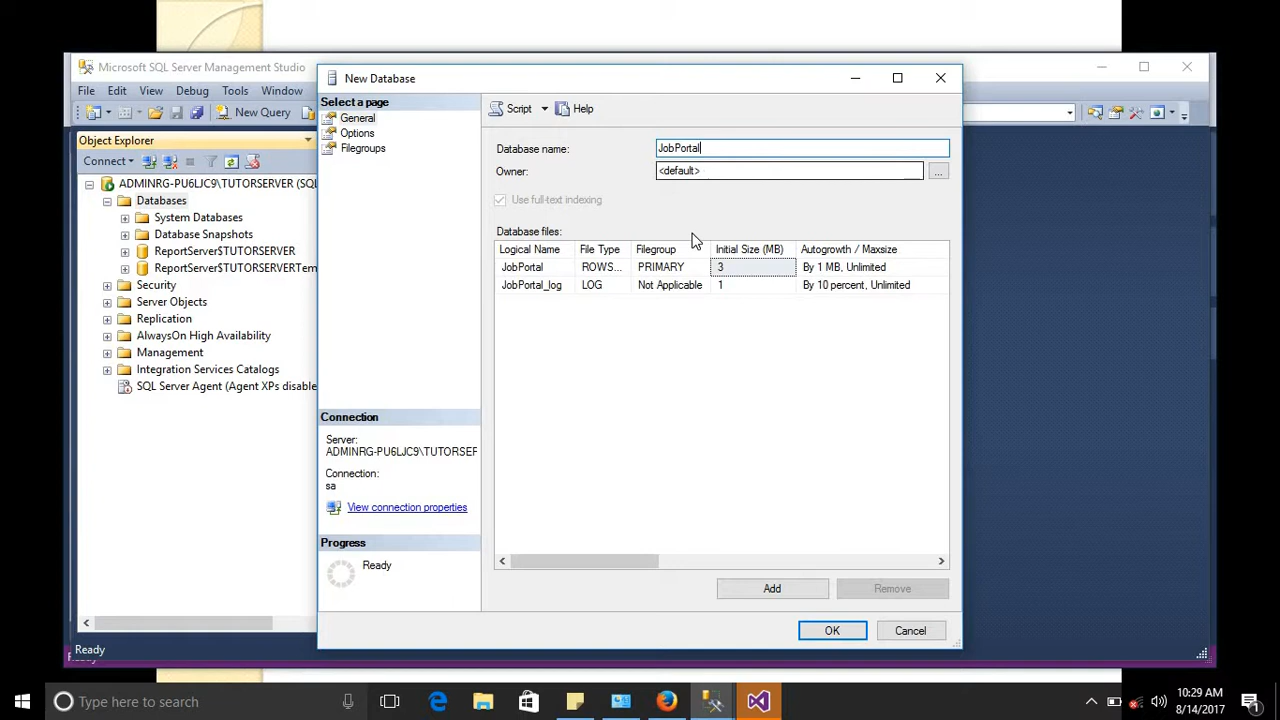 Microsoft SQL Server Management Studio
File Edit View Debug Tools Window
New Query
Object Explorer
Connect
ADMINRG-PU6LJC9\TUTORSERVER (SQL
Databases
System Databases
Database Snapshots
ReportServer$TUTORSERVER
ReportServer$TUTORSERVERTem
Security
Server Objects
Replication
AlwaysOn High Availability
Management
Integration Services Catalogs
SQL Server Agent (Agent XPs disable
Ready
New Database
Select a page
General
Options
Filegroups
Connection
Server:
ADMINRG-PU6LJC9\TUTORSERF
Connection:
sa
View connection properties
Progress
Ready
Script Help
Database name: JobPortal
Owner: <default> ...
Use full-text indexing
Database files:
Logical Name File Type Filegroup Initial Size (MB) Autogrowth / Maxsize
JobPortal ROWS... PRIMARY 3 By 1 MB, Unlimited
JobPortal_log LOG Not Applicable 1 By 10 percent, Unlimited
Add Remove
OK Cancel
Type here to search
10:29 AM
8/14/2017